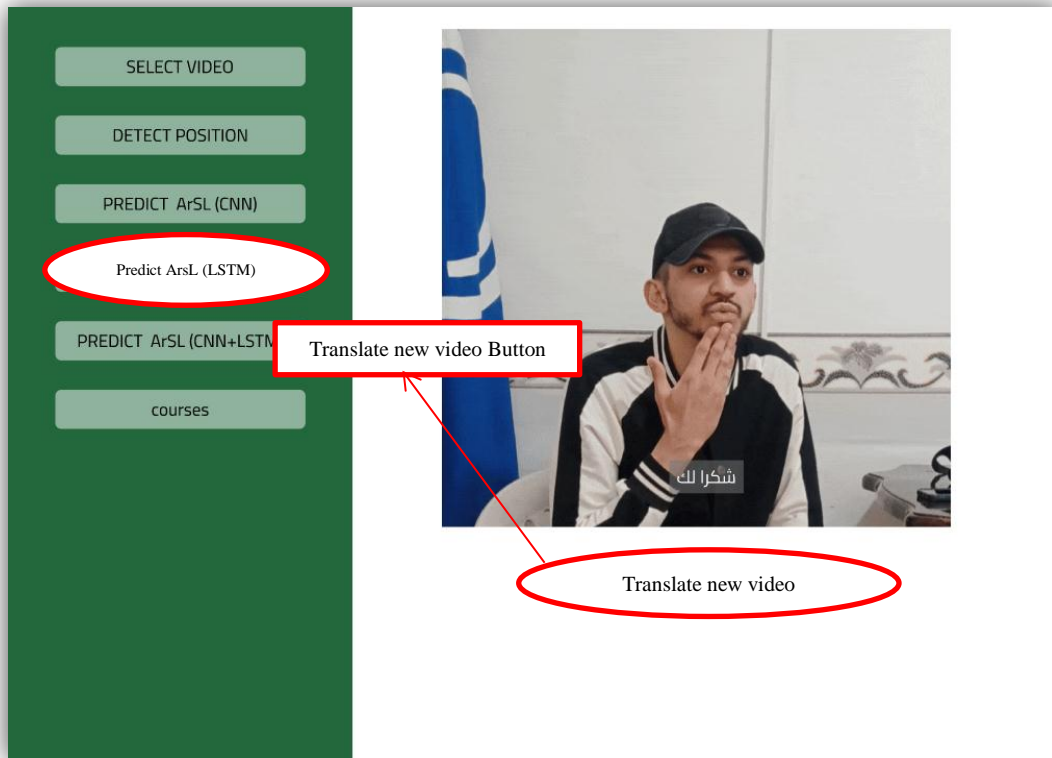 SELECT VIDEO
DETECT POSITION
PREDICT ArSL (CNN)
Predict ArsL (LSTM)
PREDICT ArSL (CNN+LSTM
Translate new video Button
courses
شكرا لك
Translate new video